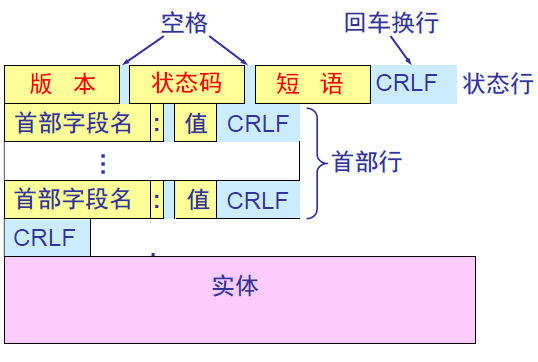 空格 回车换行
版 本 状态码 短 语 CRLF 状态行
首部字段名 : 值 CRLF
⋮ 首部行
首部字段名 : 值 CRLF
CRLF
实体